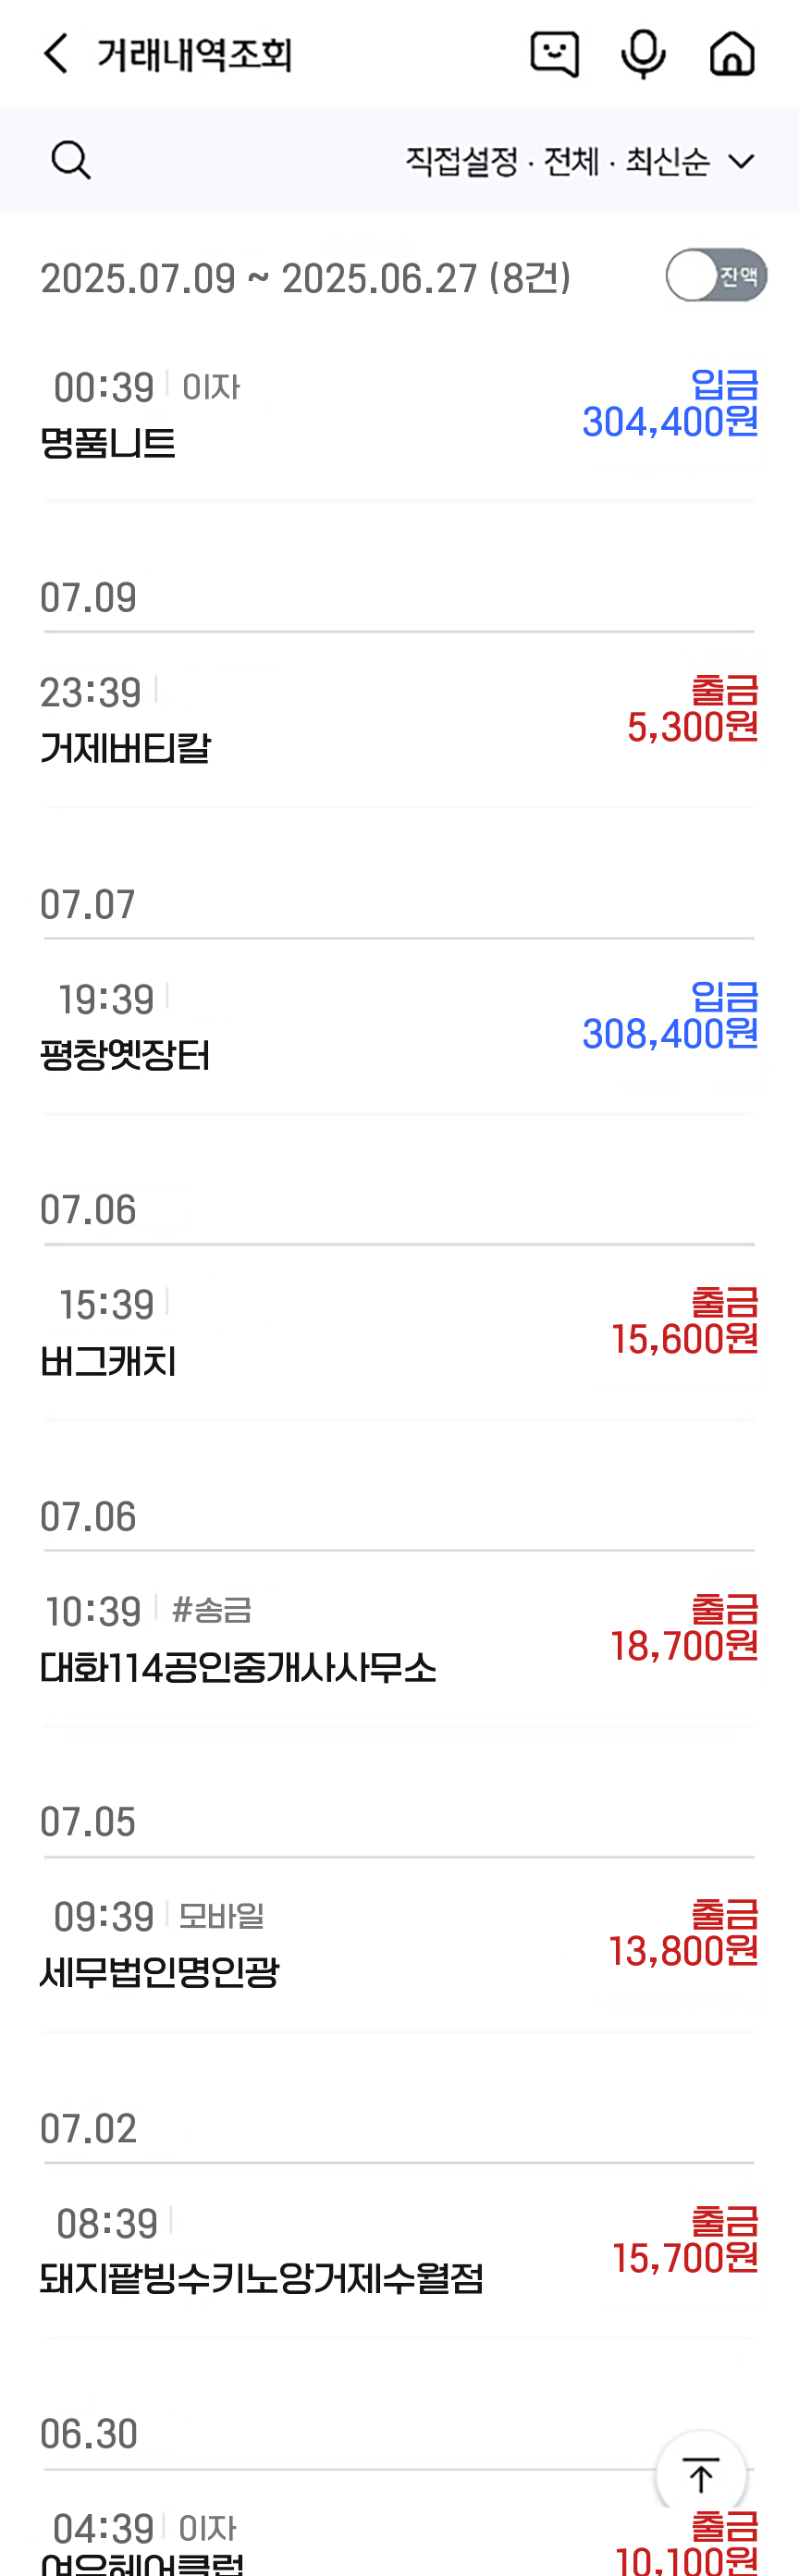 거래내역조회
직접설정 · 전체 · 최신순
2025.07.09 ~ 2025.06.27 (8건)
잔액
00:39 이자
입금
명품니트
304,400원
07.09
23:39
출금
거제버티칼
5,300원
07.07
19:39
입금
평창옛장터
308,400원
07.06
15:39
출금
버그캐치
15,600원
07.06
10:39 #송금
출금
대화114공인중개사사무소
18,700원
07.05
09:39 모바일
출금
세무법인명인광
13,800원
07.02
08:39
출금
돼지팥빙수키노앙거제수월점
15,700원
06.30
04:39 이자
출금
여우헤어클럽
10,100원